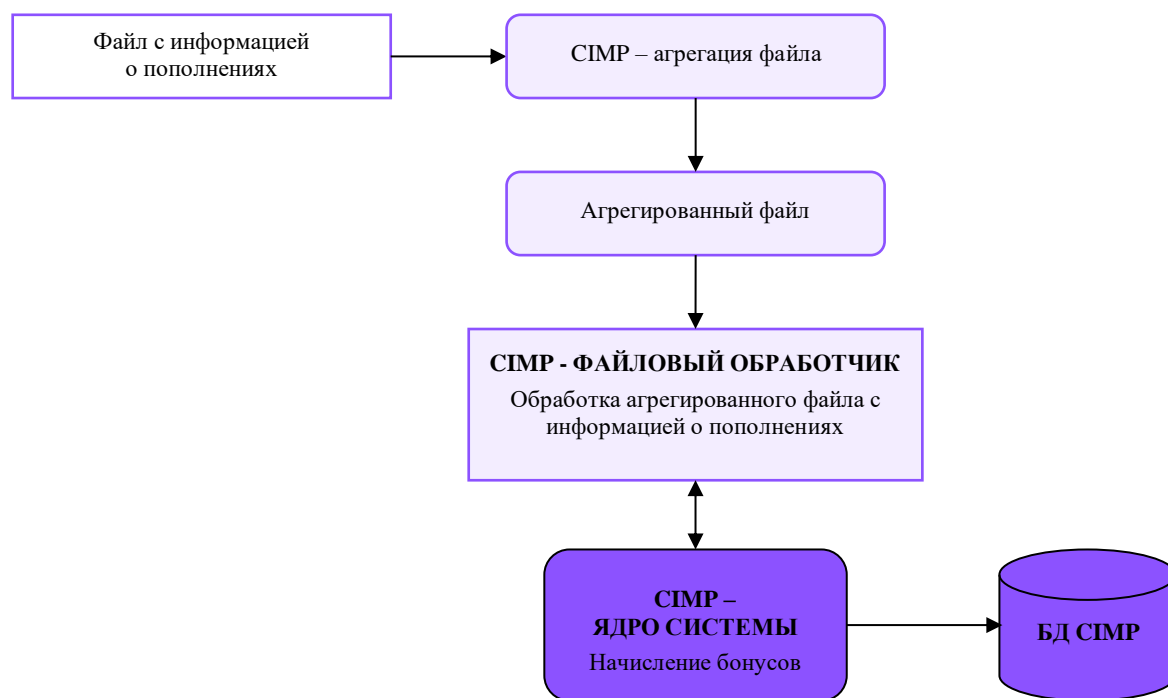 Файл с информацией
о пополнениях
CIMP – агрегация файла
Агрегированный файл
CIMP - ФАЙЛОВЫЙ ОБРАБОТЧИК
Обработка агрегированного файла с
информацией о пополнениях
CIMP –
ЯДРО СИСТЕМЫ
Начисление бонусов
БД CIMP